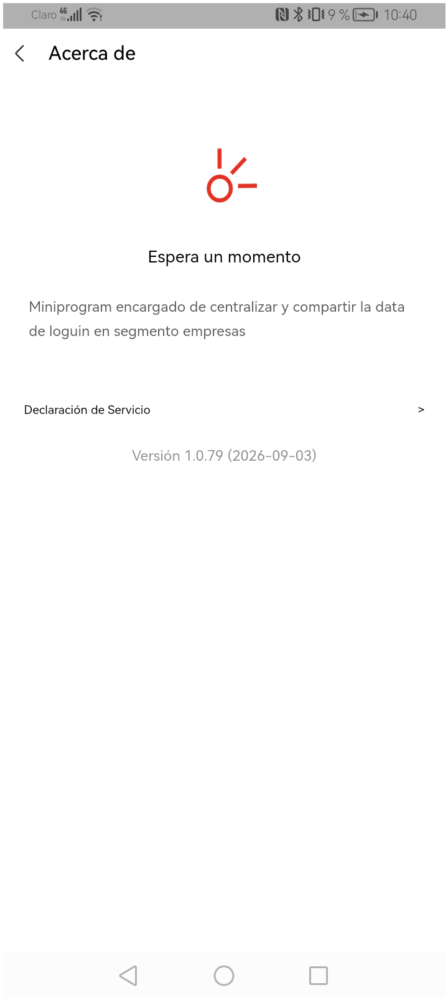 Claro 4G 9 % 10:40
Acerca de
Espera un momento
Miniprogram encargado de centralizar y compartir la data
de loguin en segmento empresas
Declaración de Servicio >
Versión 1.0.79 (2026-09-03)